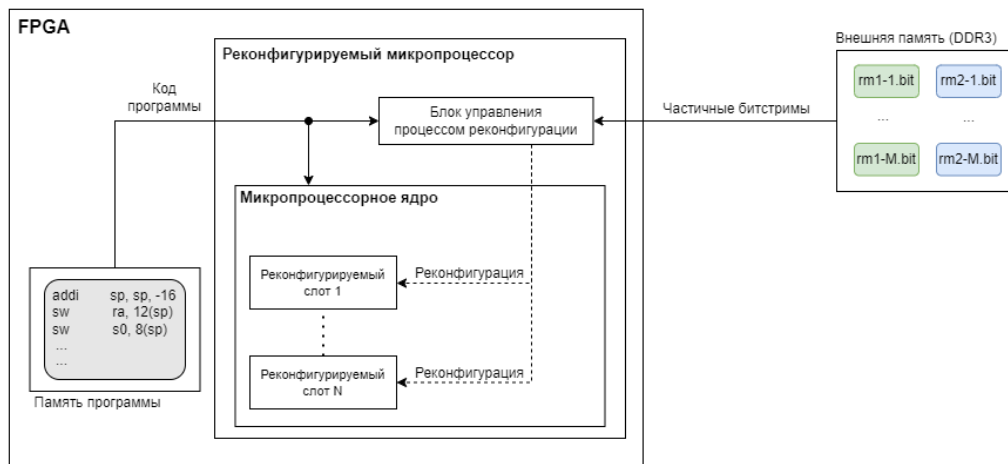 FPGA
Реконфигурируемый микропроцессор
Внешняя память (DDR3)
Код
программы
Блок управления
процессом реконфигурации
Частичные битстримы
rm1-1.bit
rm2-1.bit
...
...
rm1-M.bit
rm2-M.bit
Микропроцессорное ядро
Реконфигурируемый
слот 1
Реконфигурация
Реконфигурируемый
слот N
Реконфигурация
addi sp, sp, -16
sw ra, 12(sp)
sw s0, 8(sp)
...
...
Память программы